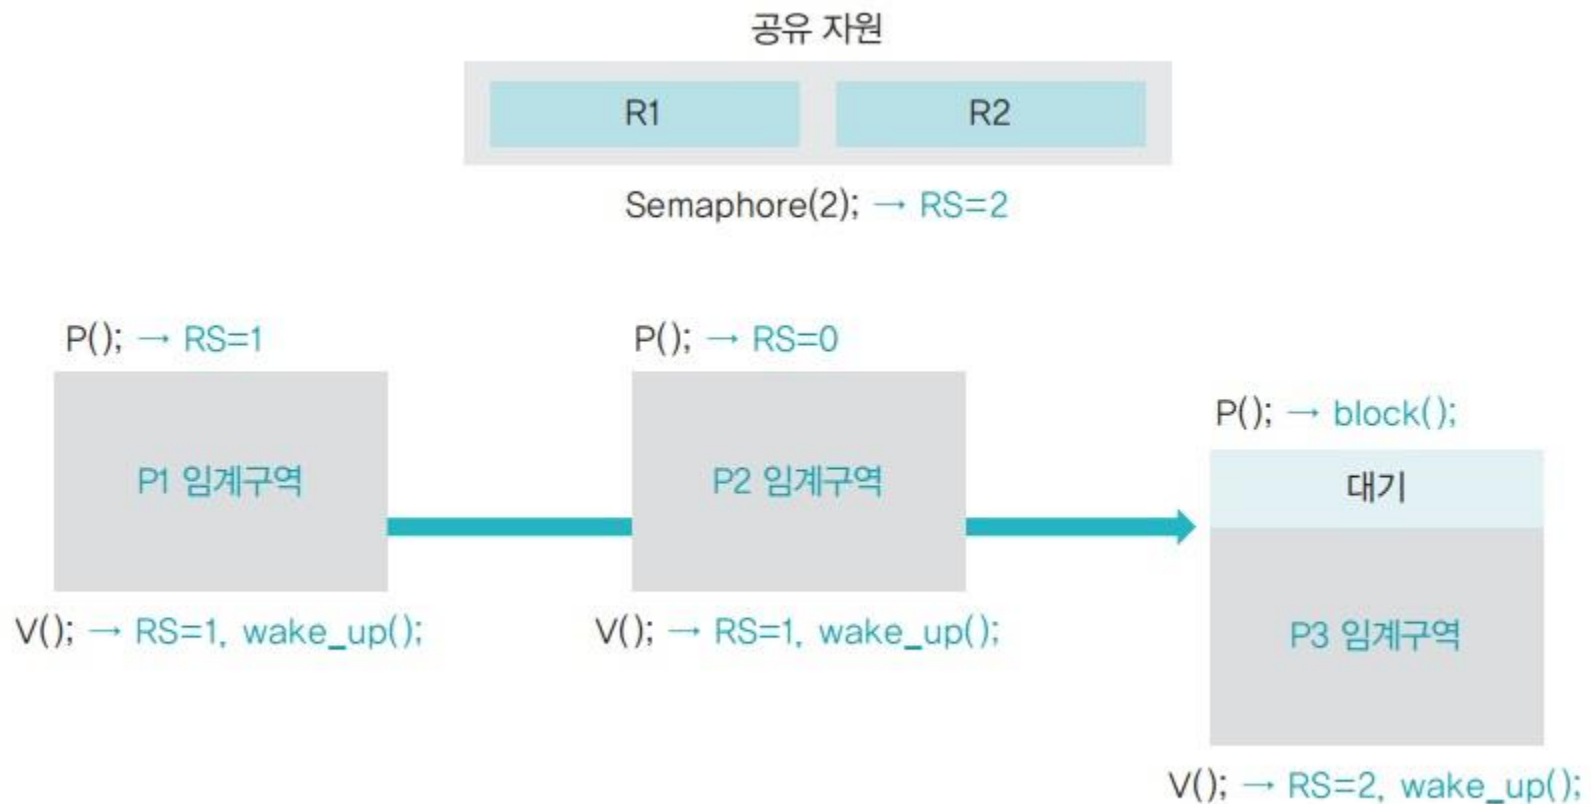 공유 자원
R1
R2
Semaphore(2); → RS=2
P(); → RS=1
P1 임계구역
V(); → RS=1, wake_up();
P(); → RS=0
P2 임계구역
V(); → RS=1, wake_up();
P(); → block();
대기
P3 임계구역
V(); → RS=2, wake_up();